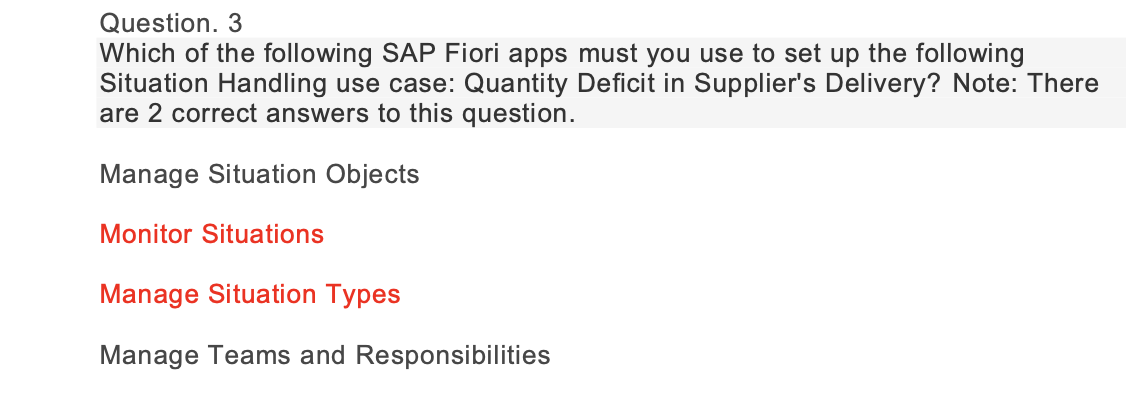 Question. 3
Which of the following SAP Fiori apps must you use to set up the following
Situation Handling use case: Quantity Deficit in Supplier's Delivery? Note: There
are 2 correct answers to this question.
Manage Situation Objects
Monitor Situations
Manage Situation Types
Manage Teams and Responsibilities